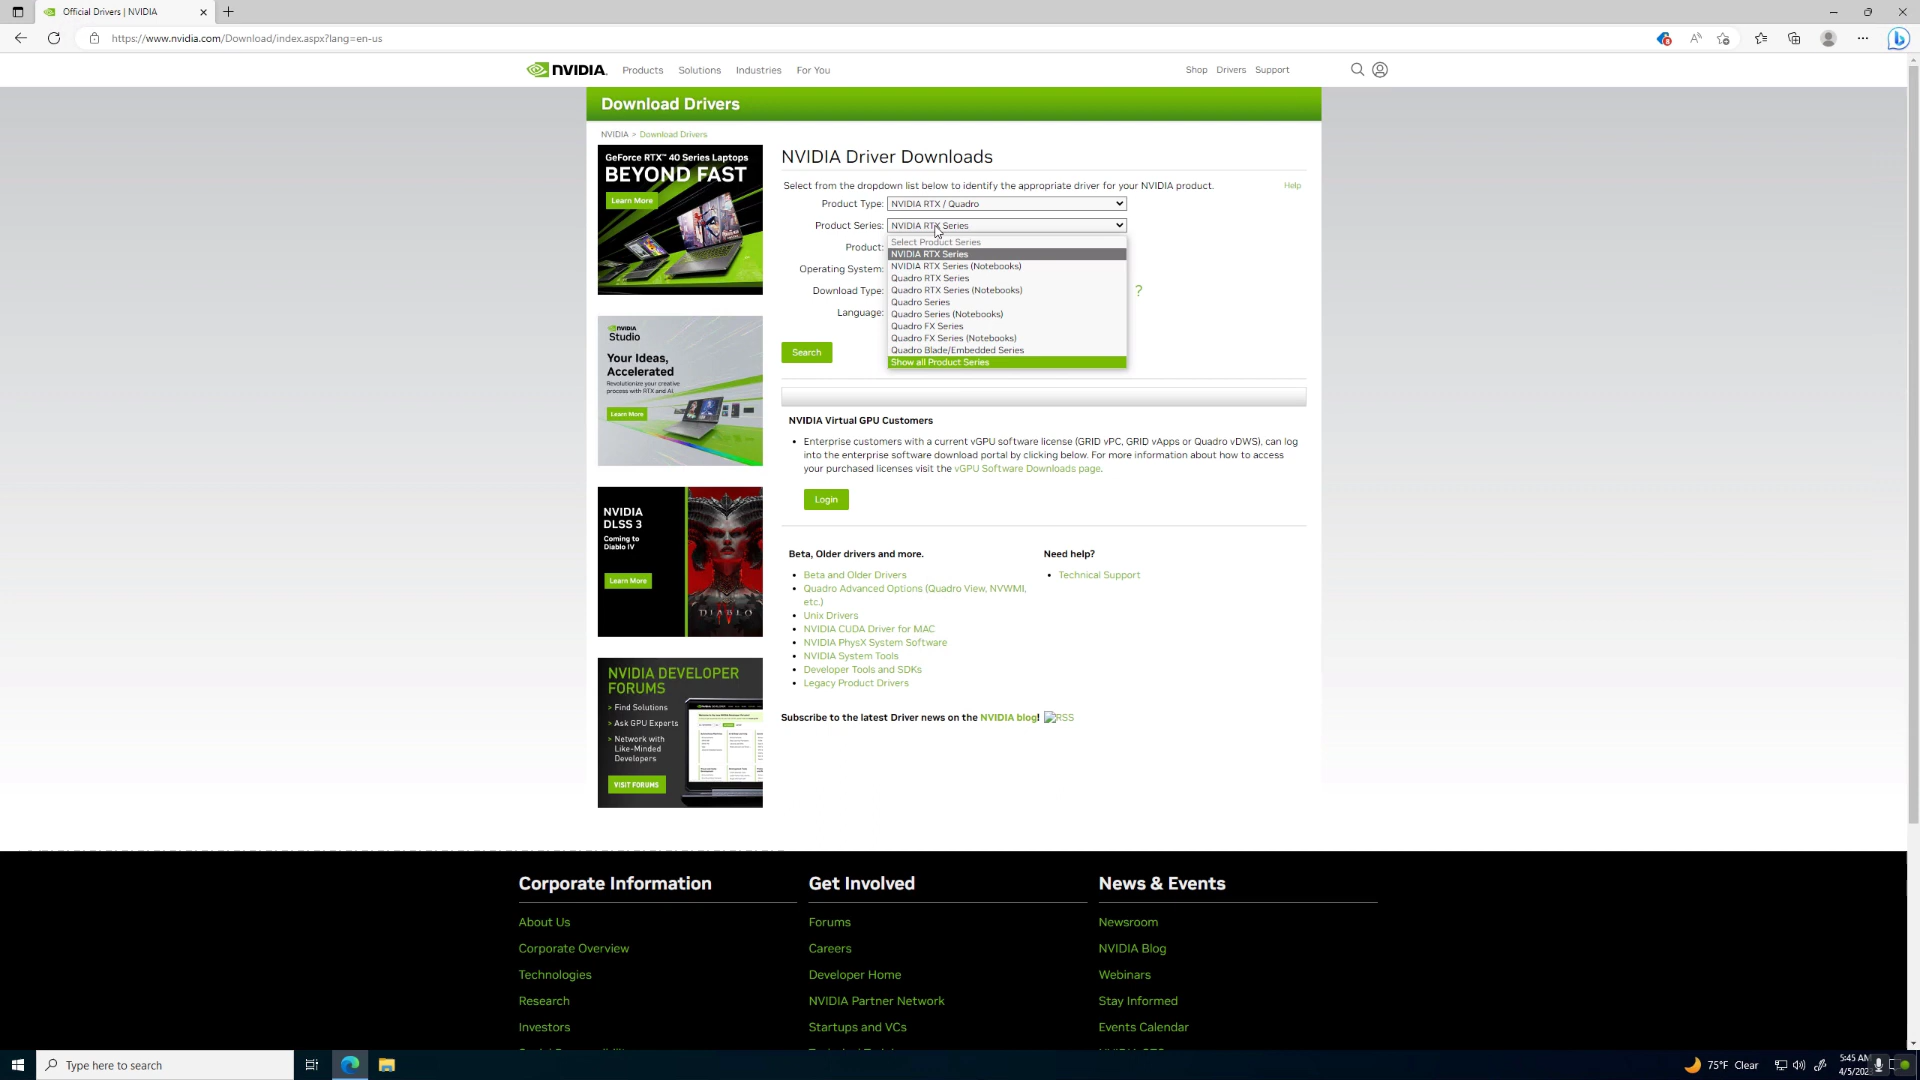 Official Drivers | NVIDIA
https://www.nvidia.com/Download/index.aspx?lang=en-us
NVIDIA.
Products
Solutions
Industries
For You
Shop
Drivers
Support
Download Drivers
NVIDIA > Download Drivers
GeForce RTX™ 40 Series Laptops
BEYOND FAST
Learn More
NVIDIA Driver Downloads
Select from the dropdown list below to identify the appropriate driver for your NVIDIA product.
Help
Product Type:
NVIDIA RTX / Quadro
Product Series:
NVIDIA RTX Series
Product:
Operating System:
Download Type:
?
Language:
Select Product Series
NVIDIA RTX Series
NVIDIA RTX Series (Notebooks)
Quadro RTX Series
Quadro RTX Series (Notebooks)
Quadro Series
Quadro Series (Notebooks)
Quadro FX Series
Quadro FX Series (Notebooks)
Quadro Blade/Embedded Series
Show all Product Series
Search
NVIDIA
Studio
Your Ideas,
Accelerated
Revolutionize your creative
process with RTX and AI.
Learn More
NVIDIA Virtual GPU Customers
Enterprise customers with a current vGPU software license (GRID vPC, GRID vApps or Quadro vDWS), can log
into the enterprise software download portal by clicking below. For more information about how to access
your purchased licenses visit the vGPU Software Downloads page.
Login
NVIDIA
DLSS 3
Coming to
Diablo IV
Learn More
DIABLO
Beta, Older drivers and more.
Beta and Older Drivers
Quadro Advanced Options (Quadro View, NVWMI,
etc.)
Unix Drivers
NVIDIA CUDA Driver for MAC
NVIDIA PhysX System Software
NVIDIA System Tools
Developer Tools and SDKs
Legacy Product Drivers
Need help?
Technical Support
NVIDIA DEVELOPER
FORUMS
> Find Solutions
> Ask GPU Experts
> Network with
Like-Minded
Developers
VISIT FORUMS
Subscribe to the latest Driver news on the NVIDIA blog! RSS
Corporate Information
About Us
Corporate Overview
Technologies
Research
Investors
Get Involved
Forums
Careers
Developer Home
NVIDIA Partner Network
Startups and VCs
News & Events
Newsroom
NVIDIA Blog
Webinars
Stay Informed
Events Calendar
Type here to search
75°F Clear
5:45 AM